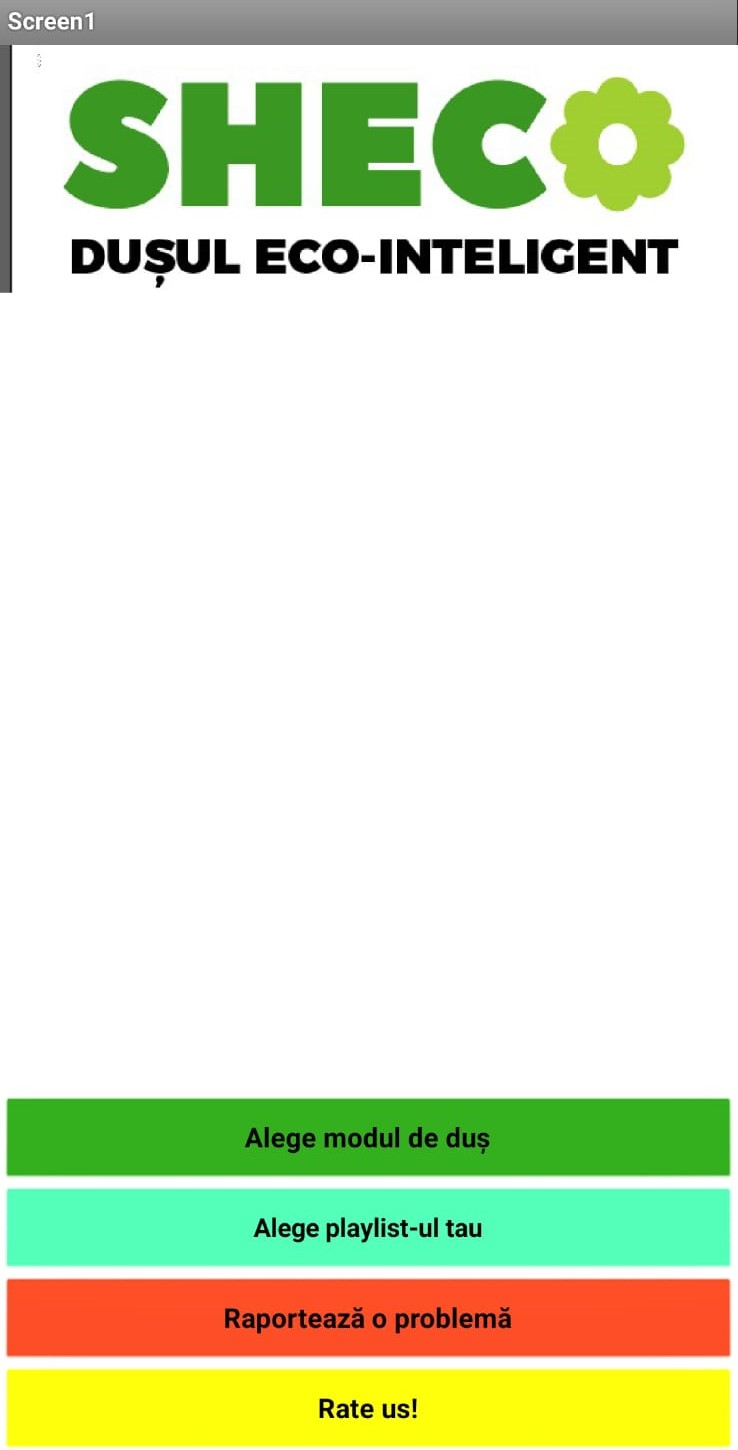 Screen1
SHECO
DUȘUL ECO-INTELIGENT
Alege modul de duș
Alege playlist-ul tau
Raportează o problemă
Rate us!